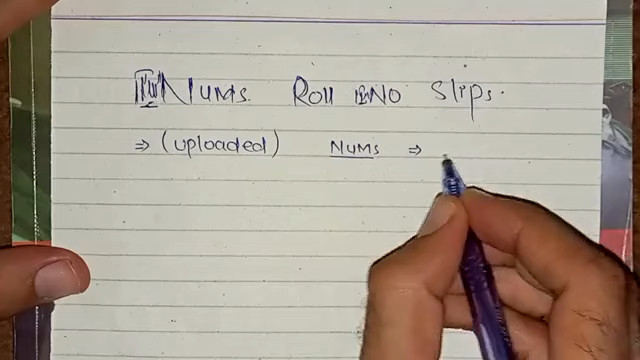 Nums Roll No Slips.
⇒ (uploaded) NUMS ⇒